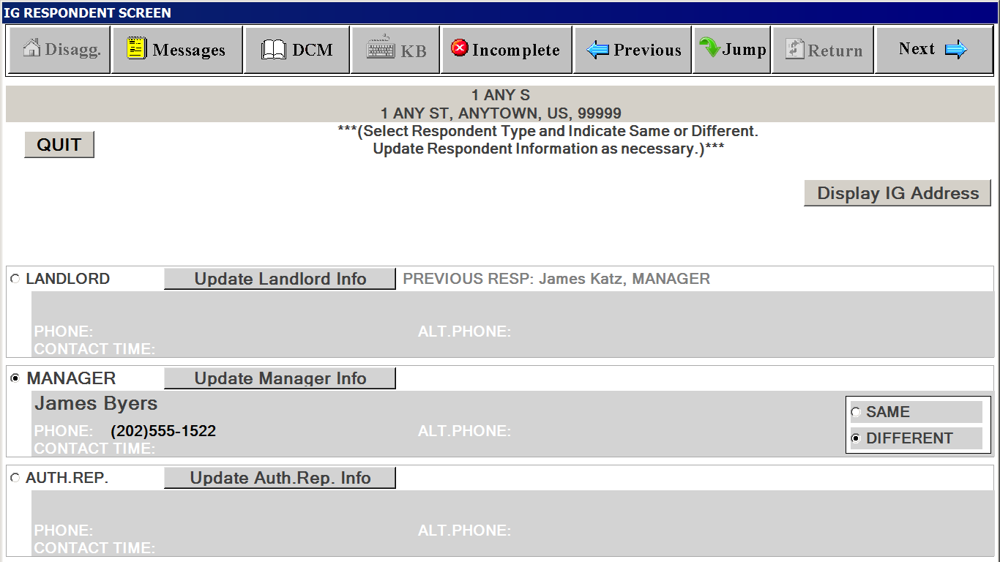 IG RESPONDENT SCREEN
Disagg. Messages DCM KB Incomplete Previous Jump Return Next
1 ANY S
1 ANY ST, ANYTOWN, US, 99999
***(Select Respondent Type and Indicate Same or Different.
Update Respondent Information as necessary.)***
QUIT
Display IG Address
LANDLORD Update Landlord Info PREVIOUS RESP: James Katz, MANAGER
PHONE: ALT.PHONE:
CONTACT TIME:
MANAGER Update Manager Info
James Byers
SAME
PHONE: (202)555-1522 ALT.PHONE:
DIFFERENT
CONTACT TIME:
AUTH.REP. Update Auth.Rep. Info
PHONE: ALT.PHONE:
CONTACT TIME: